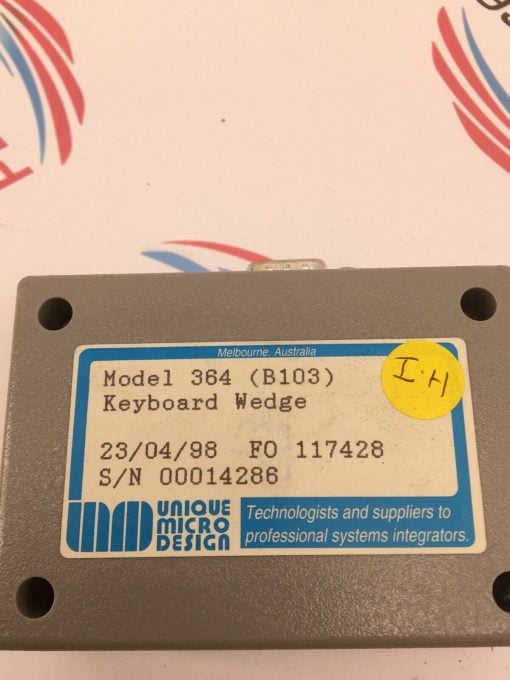 Melbourne. Australia
Model 364 (B103)
Keyboard Wedge
I.H
23/04/98 FO 117428
S/N 00014286
UNIQUE
MICRO
DESIGN
Technologists and suppliers to
professional systems integrators.